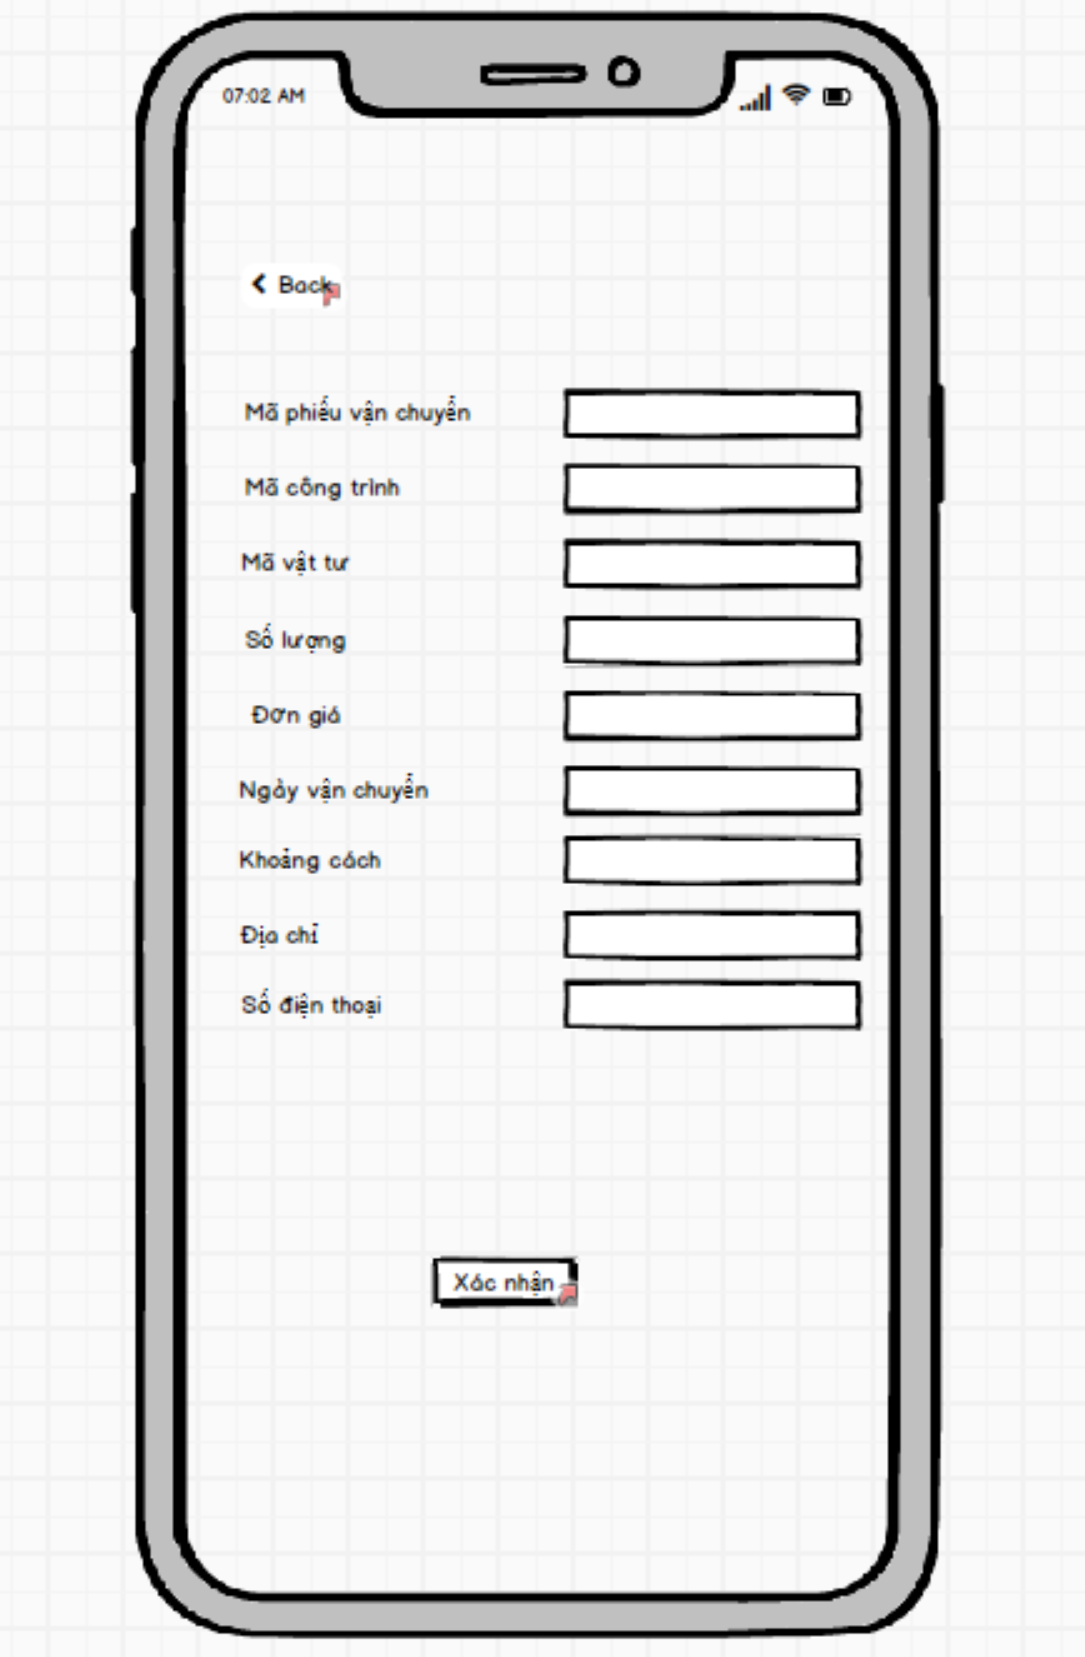 07:02 AM
Back
Mã phiếu vận chuyển
Mã công trình
Mã vật tư
Số lượng
Đơn giá
Ngày vận chuyển
Khoảng cách
Địa chỉ
Số điện thoại
Xác nhận